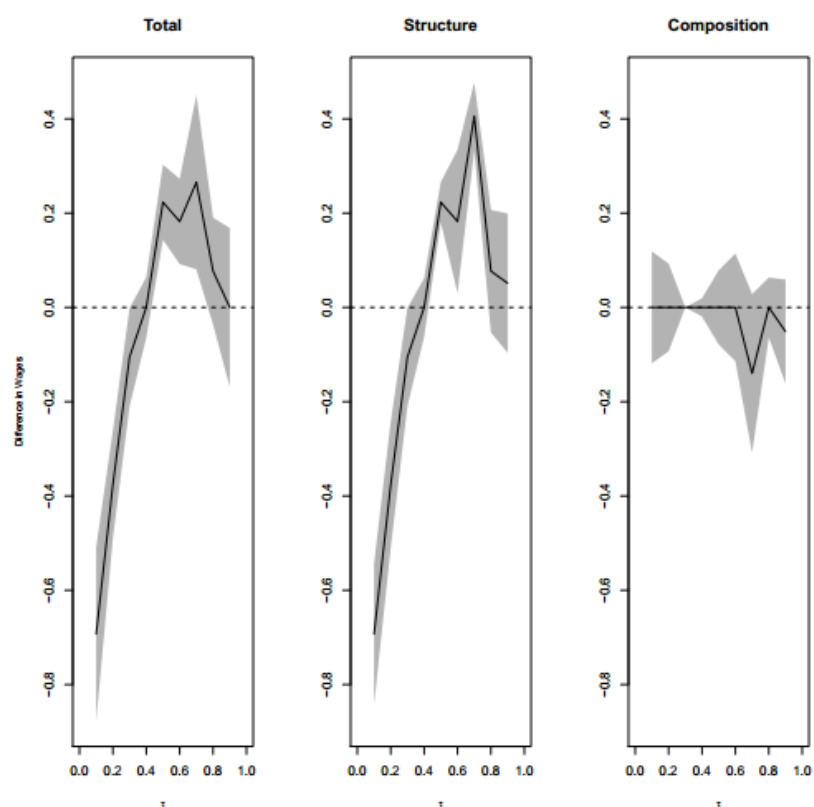 Total Structure Composition
Difference in Wages
0.4 0.4 0.4
0.2 0.2 0.2
0.0 0.0 0.0
−0.2 −0.2 −0.2
−0.4 −0.4 −0.4
−0.6 −0.6 −0.6
−0.8 −0.8 −0.8
0.0 0.2 0.4 0.6 0.8 1.0 0.0 0.2 0.4 0.6 0.8 1.0 0.0 0.2 0.4 0.6 0.8 1.0
τ τ τ